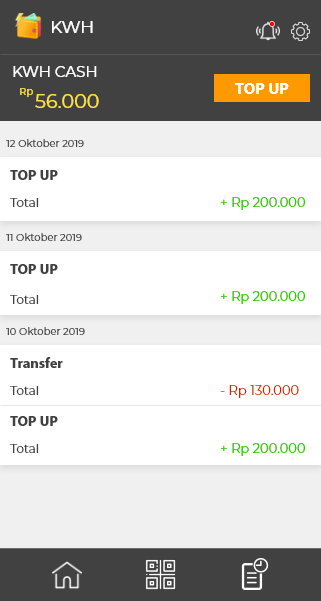 KWH
KWH CASH
Rp 56.000
TOP UP
12 Oktober 2019
TOP UP
Total + Rp 200.000
11 Oktober 2019
TOP UP
Total + Rp 200.000
10 Oktober 2019
Transfer
Total - Rp 130.000
TOP UP
Total + Rp 200.000